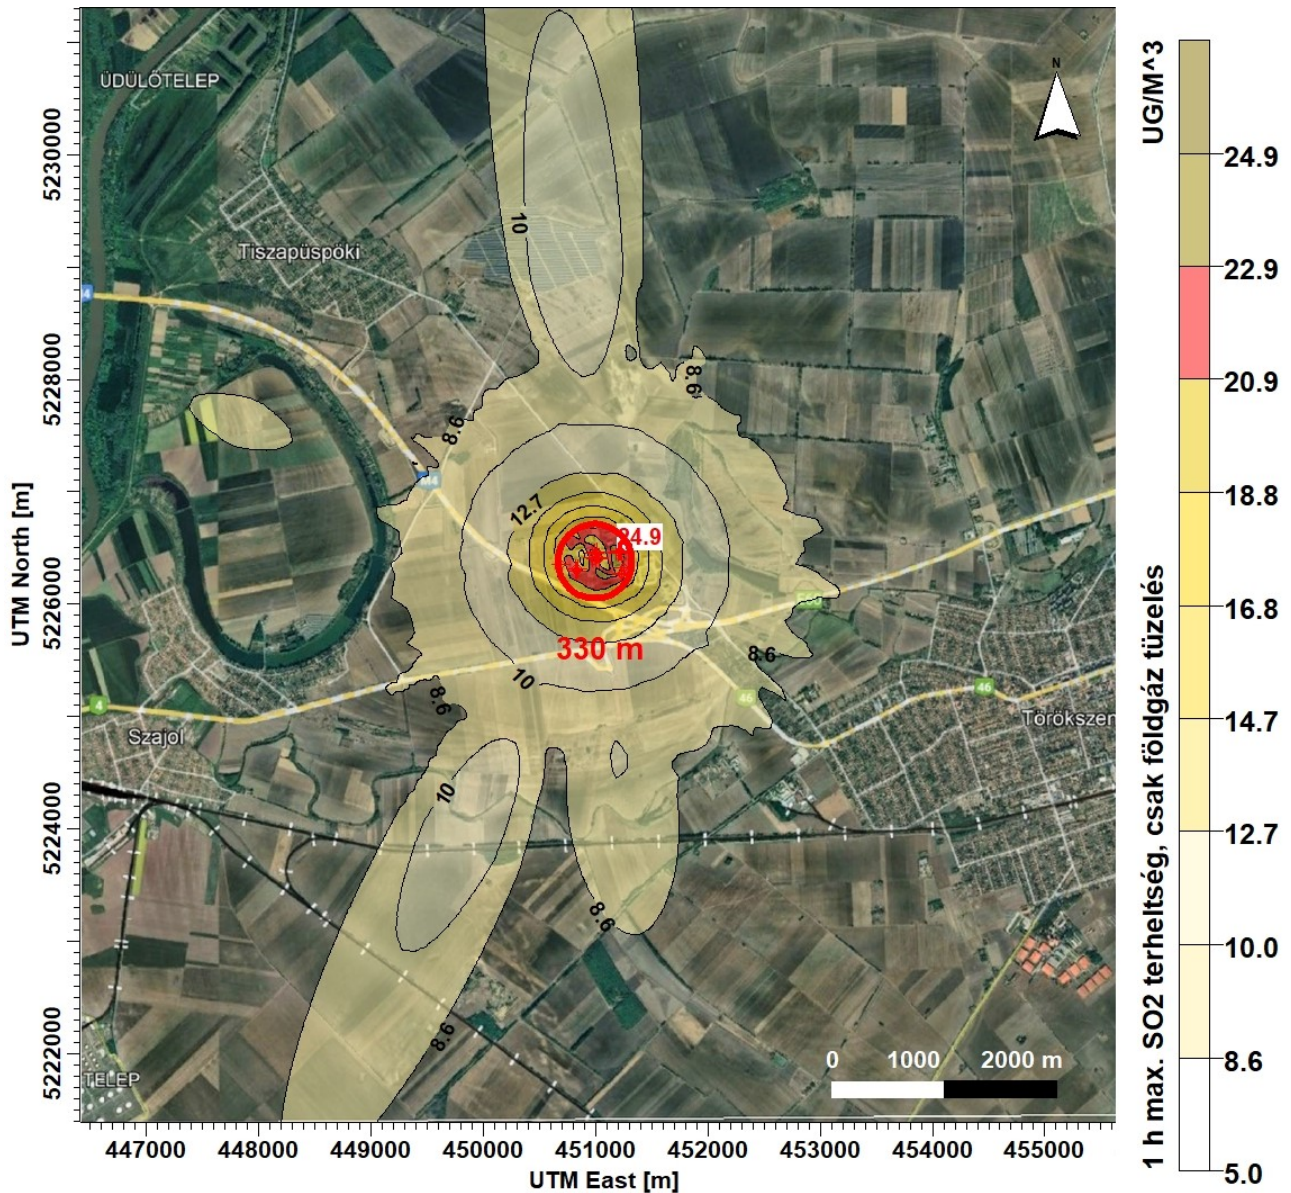 ÜDÜLŐTELEP
N
Tiszapüspöki
10
4
8.6
8.6
M4
12.7
24.9
330 m
8.6
10
8.6
46
46
4
Szajol
Törökszen
10
8.6
8.6
TELEP
0 1000 2000 m
UTM North [m]
5230000
5228000
5226000
5224000
5222000
447000 448000 449000 450000 451000 452000 453000 454000 455000
UTM East [m]
UG/M^3
1 h max. SO2 terheltség, csak földgáz tüzelés
24.9
22.9
20.9
18.8
16.8
14.7
12.7
10.0
8.6
5.0